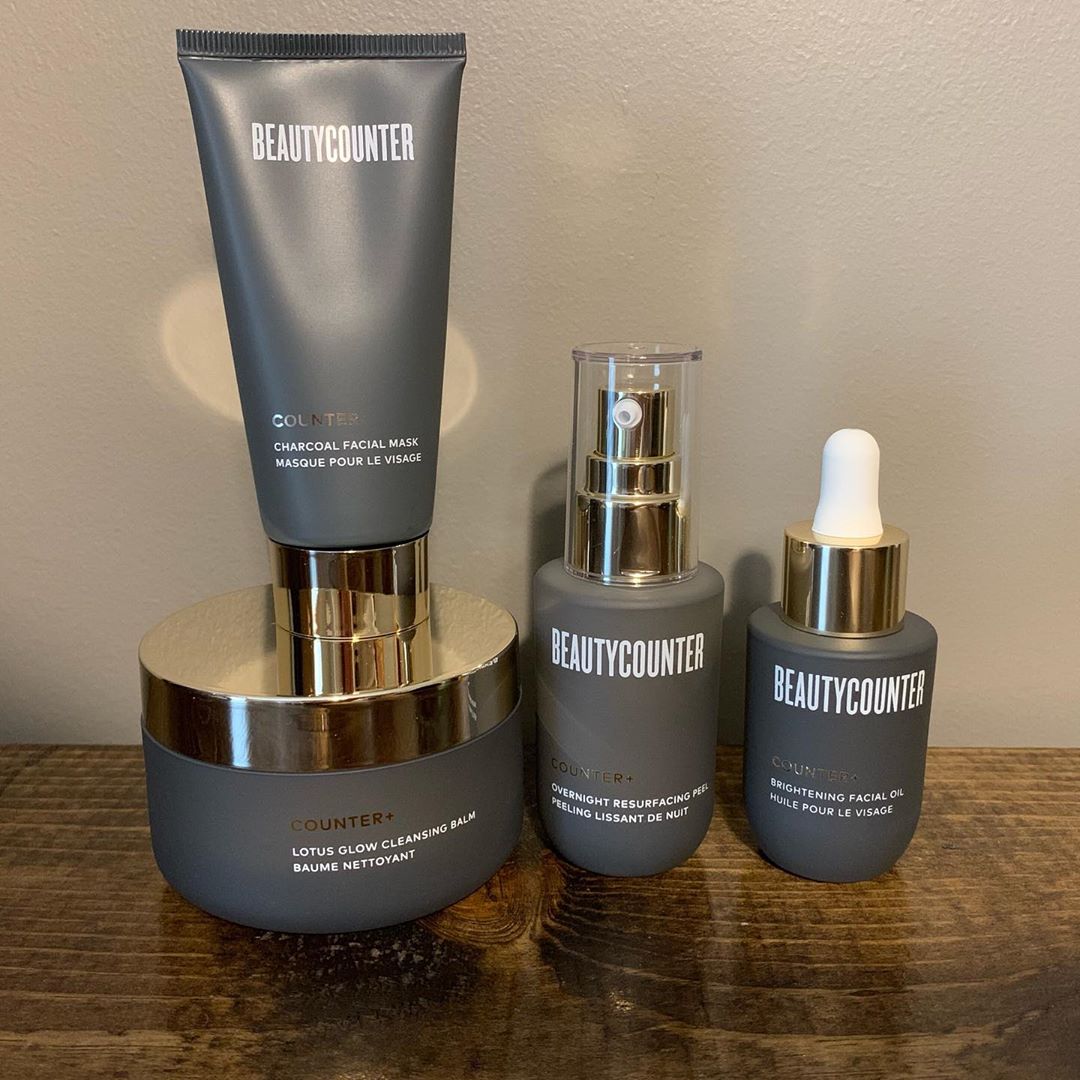 BEAUTYCOUNTER
COUNTER+
CHARCOAL FACIAL MASK
MASQUE POUR LE VISAGE
COUNTER+
LOTUS GLOW CLEANSING BALM
BAUME NETTOYANT
BEAUTYCOUNTER
COUNTER+
OVERNIGHT RESURFACING PEEL
PEELING LISSANT DE NUIT
BEAUTYCOUNTER
COUNTER+
BRIGHTENING FACIAL OIL
HUILE POUR LE VISAGE